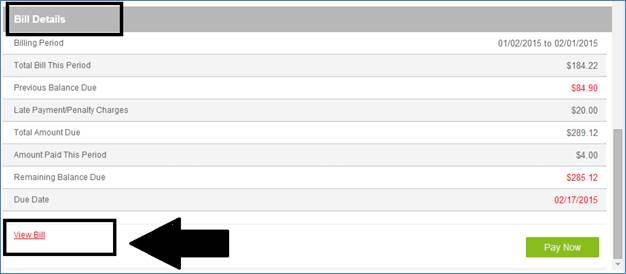 Bill Details
Billing Period 01/02/2015 to 02/01/2015
Total Bill This Period $184.22
Previous Balance Due $84.90
Late Payment/Penalty Charges $20.00
Total Amount Due $289.12
Amount Paid This Period $4.00
Remaining Balance Due $285 12
Due Date 02/17/2015
View Bill
Pay Now